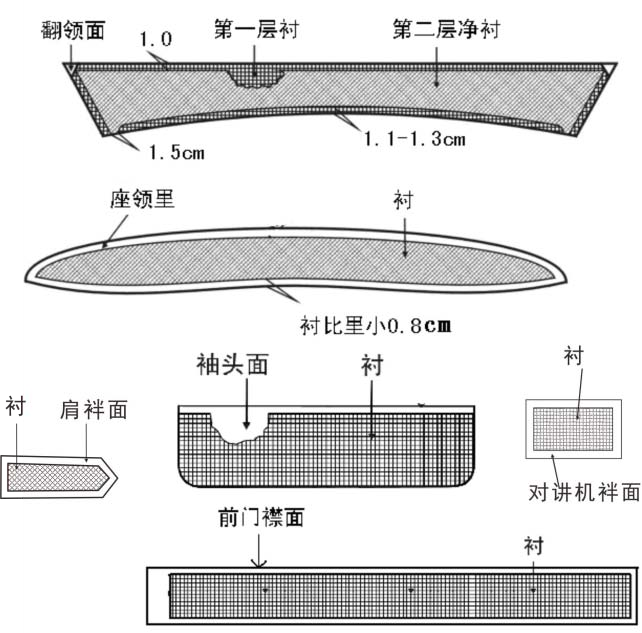 翻领面
1.0
第一层衬
第二层净衬
1.5cm
1.1-1.3cm
座领里
衬
衬比里小0.8cm
袖头面
衬
衬
衬
肩袢面
对讲机袢面
前门襟面
衬